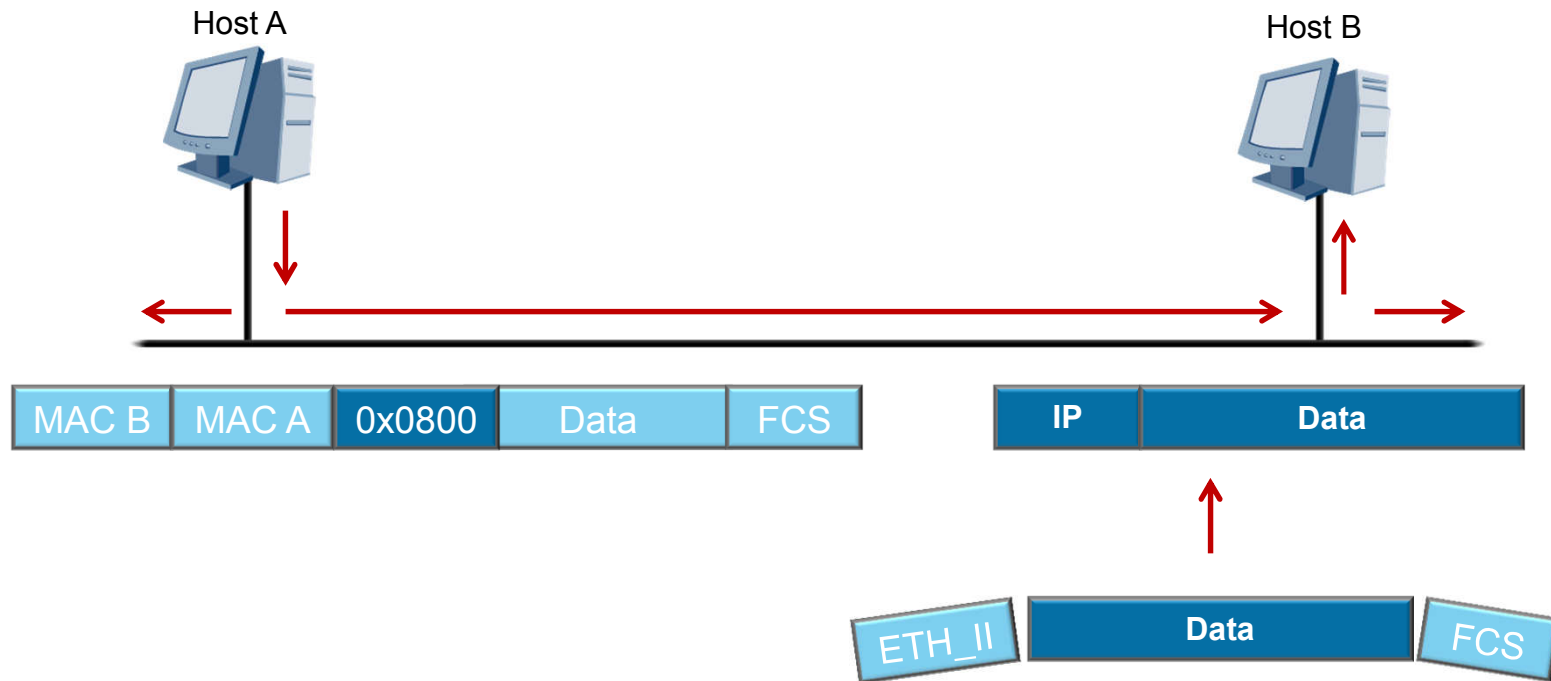 Host A
Host B
MAC B MAC A 0x0800 Data FCS
IP Data
ETH_II Data FCS